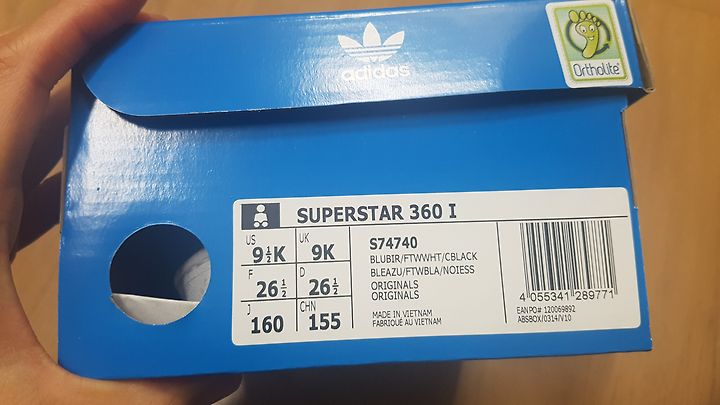 adidas
Ortholite®
SUPERSTAR 360 I
US 9½K
UK 9K
F 26½
D 26½
J 160
CHN 155
S74740
BLUBIR/FTWWHT/CBLACK
BLEAZU/FTWBLA/NOIESS
ORIGINALS
ORIGINALS
MADE IN VIETNAM
FABRIQUE AU VIETNAM
4 055341 289771
EAN PO# 120069892
ABSBOX/0314/V10